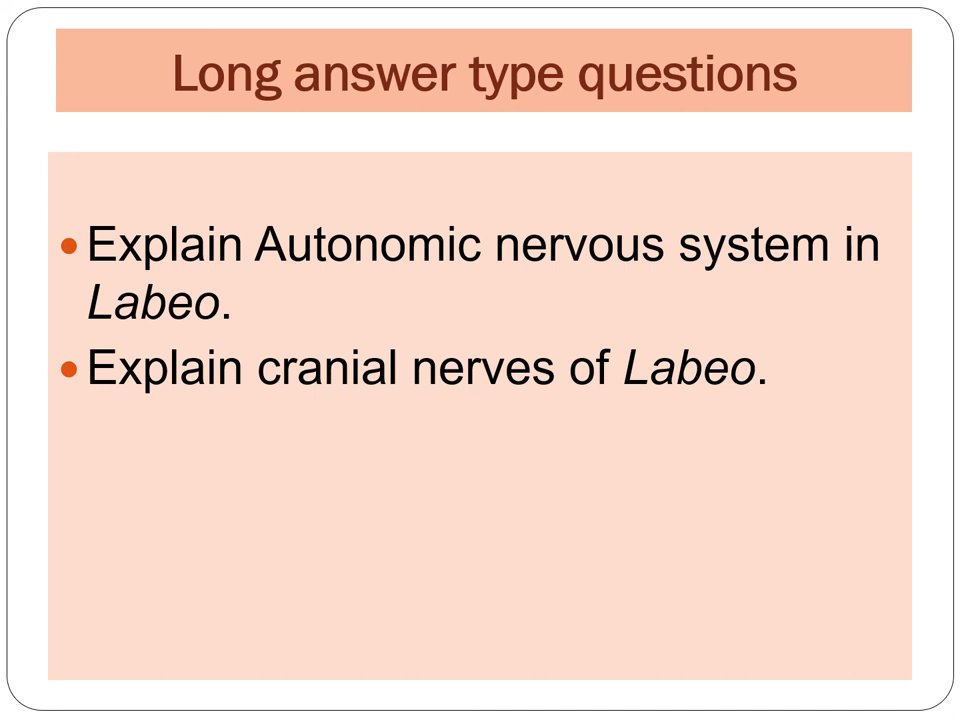 Long answer type questions
• Explain Autonomic nervous system in
Labeo.
• Explain cranial nerves of Labeo.